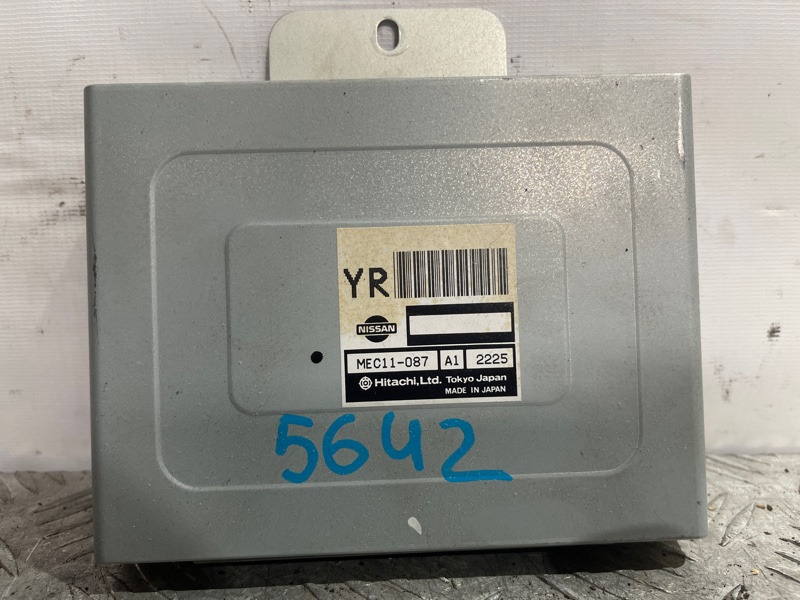 YR
NISSAN
MEC11-087 A1 2225
Hitachi, Ltd. Tokyo Japan
MADE IN JAPAN
5642